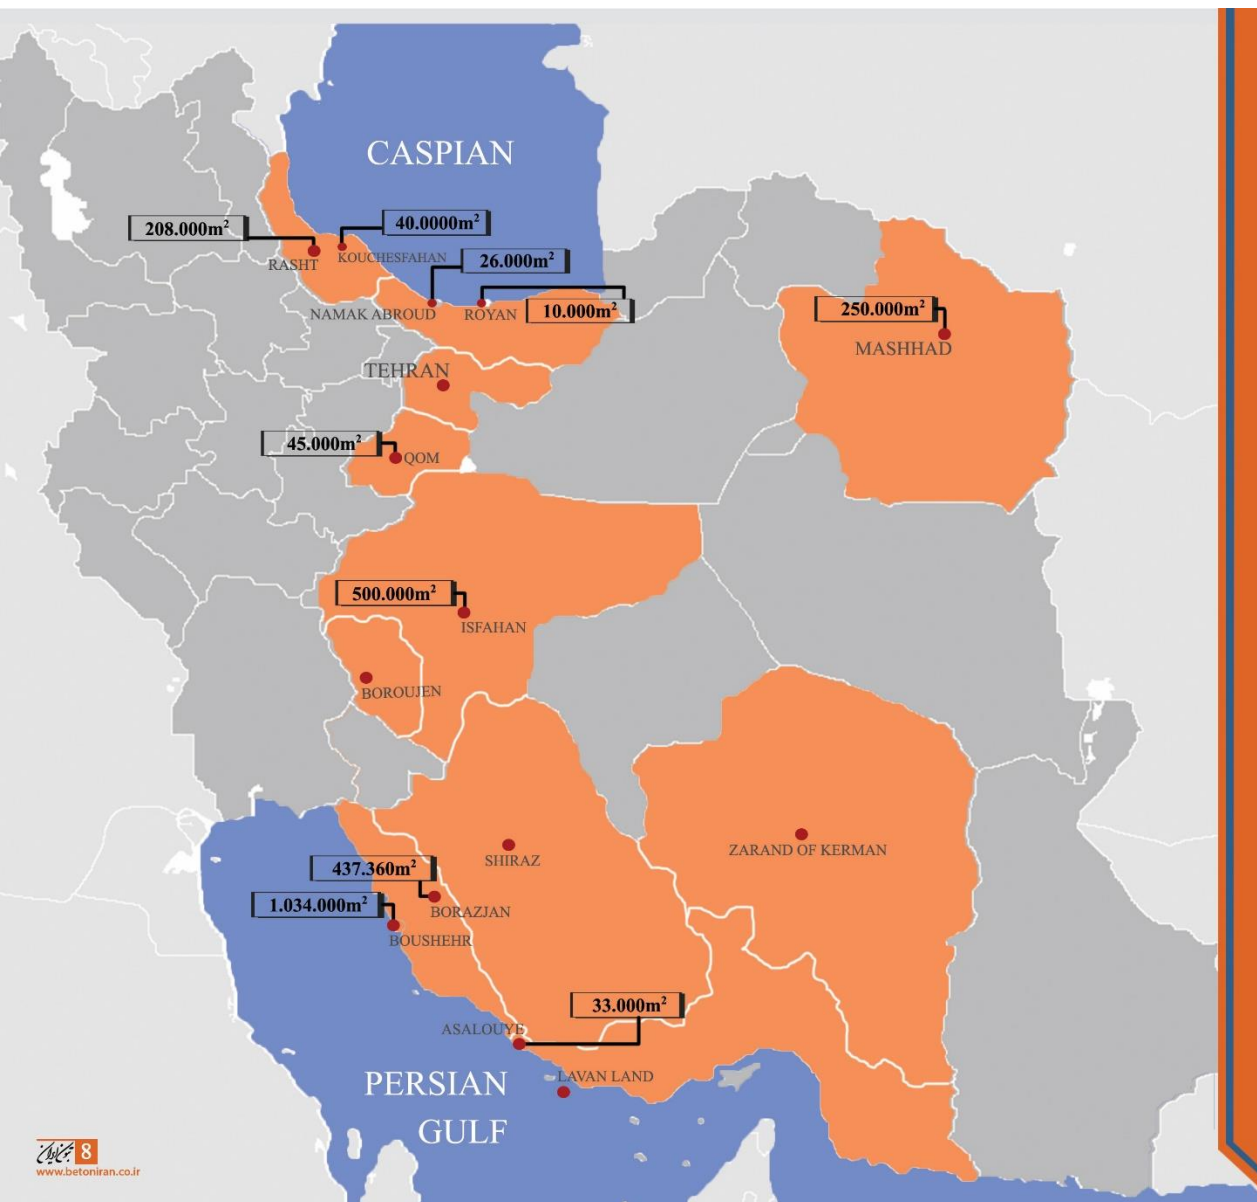 CASPIAN
208.000m²
40.0000m²
RASHT
KOUCHESFAHAN
26.000m²
NAMAK ABROUD
ROYAN
10.000m²
250.000m²
MASHHAD
TEHRAN
45.000m²
QOM
500.000m²
ISFAHAN
BOROUJEN
SHIRAZ
ZARAND OF KERMAN
437.360m²
BORAZJAN
1.034.000m²
BOUSHEHR
33.000m²
ASALOUYE
LAVAN LAND
PERSIAN
GULF
8
www.betoniran.co.ir